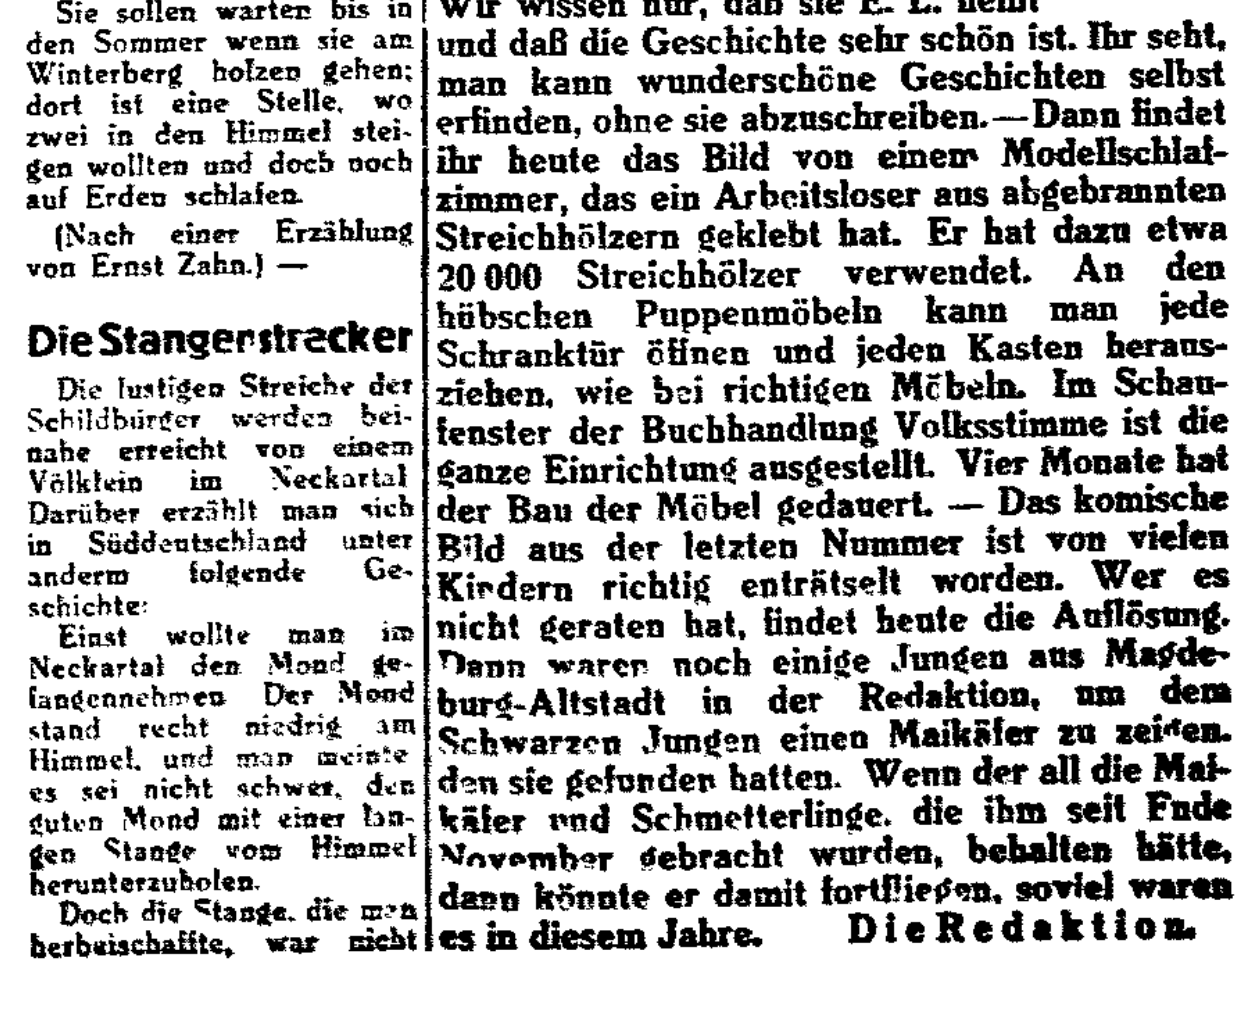 Sie sollen warten bis in
den Sommer wenn sie am
Winterberg holzen gehen;
dort ist eine Stelle, wo
zwei in den Himmel stei-
gen wollten und doch noch
auf Erden schlafen.
(Nach einer Erzählung
von Ernst Zahn.) —
Die Stangenstrecker
Die lustigen Streiche der
Schildbürger werden bei-
nahe erreicht von einem
Völklein im Neckartal
Darüber erzählt man sich
in Süddeutschland unter
anderm folgende Ge-
schichte:
Einst wollte man im
Neckartal den Mond ge-
fangennehmen Der Mond
stand recht niedrig am
Himmel, und man meinte
es sei nicht schwer, den
guten Mond mit einer lan-
gen Stange vom Himmel
herunterzuholen.
Doch die Stange, die man
herbeischaffte, war nicht
Wir wissen nur, daß sie E. L. heißt
und daß die Geschichte sehr schön ist. Ihr seht,
man kann wunderschöne Geschichten selbst
erfinden, ohne sie abzuschreiben. — Dann findet
ihr heute das Bild von einem Modellschlaf-
zimmer, das ein Arbeitsloser aus abgebrannten
Streichhölzern geklebt hat. Er hat dazu etwa
20 000 Streichhölzer verwendet. An den
hübschen Puppenmöbeln kann man jede
Schranktür öffnen und jeden Kasten heraus-
ziehen, wie bei richtigen Möbeln. Im Schau-
fenster der Buchhandlung Volksstimme ist die
ganze Einrichtung ausgestellt. Vier Monate hat
der Bau der Möbel gedauert. — Das komische
Bild aus der letzten Nummer ist von vielen
Kindern richtig enträtselt worden. Wer es
nicht geraten hat, findet heute die Auflösung.
Dann waren noch einige Jungen aus Magde-
burg-Altstadt in der Redaktion, um dem
Schwarzen Jungen einen Maikäfer zu zeigen.
den sie gefunden hatten. Wenn der all die Mai-
käfer und Schmetterlinge, die ihm seit Ende
November gebracht wurden, behalten hätte,
dann könnte er damit fortfliegen, soviel waren
es in diesem Jahre. Die Redaktion.